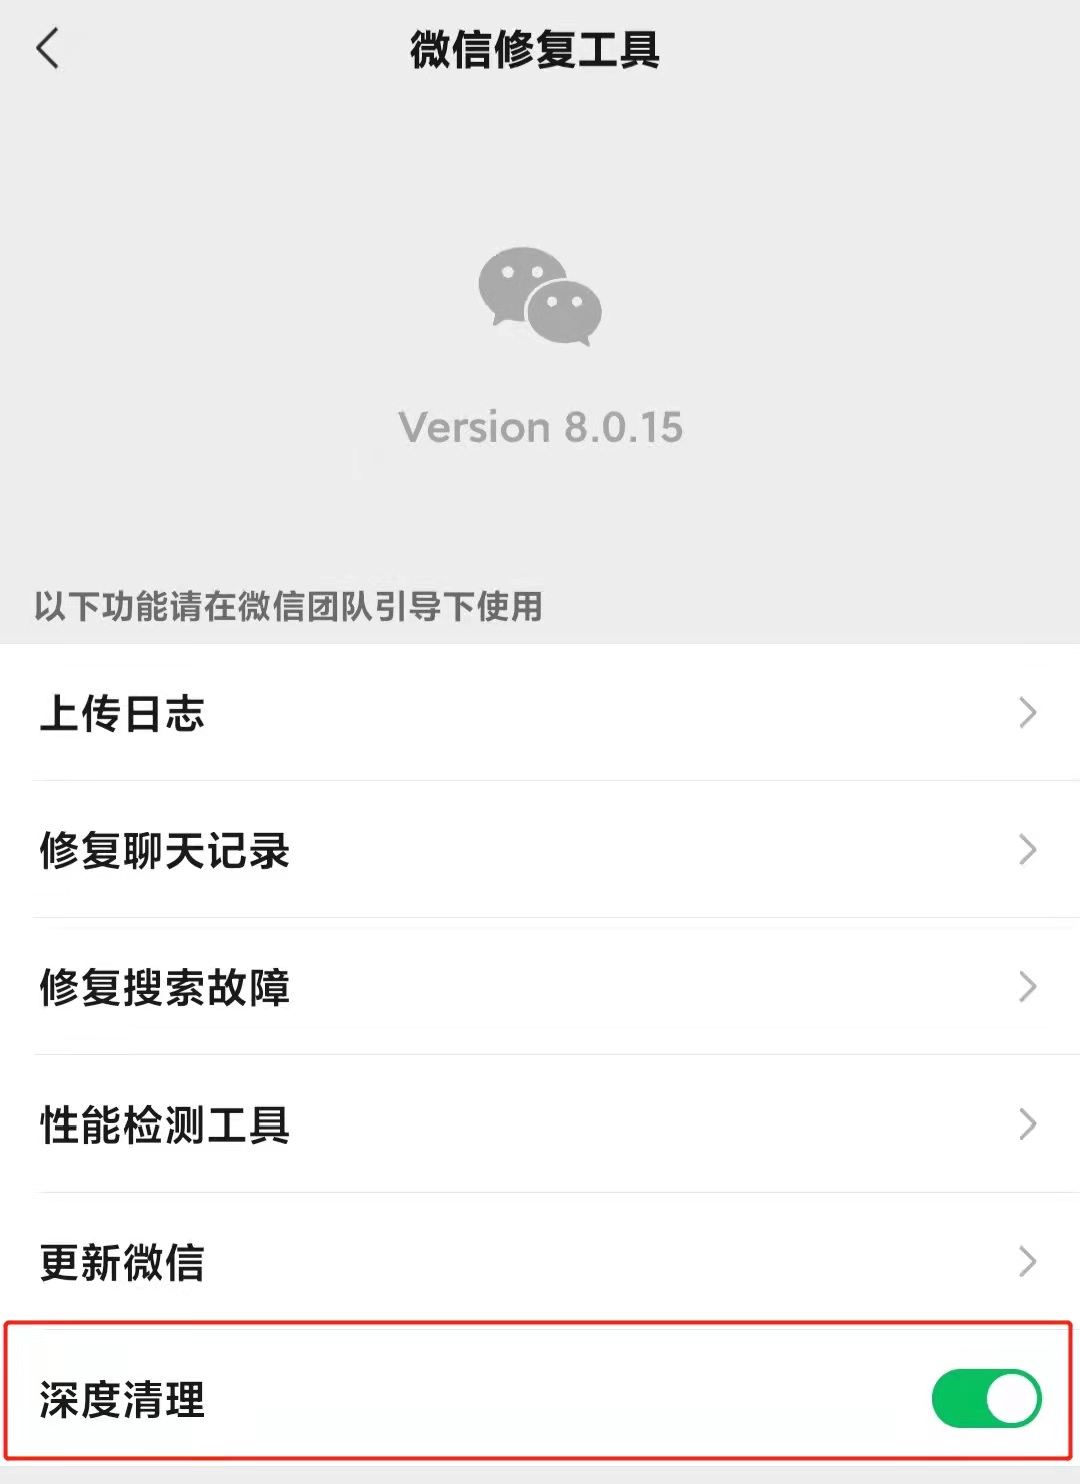 微信修复工具
Version 8.0.15
以下功能请在微信团队引导下使用
上传日志
修复聊天记录
修复搜索故障
性能检测工具
更新微信
深度清理